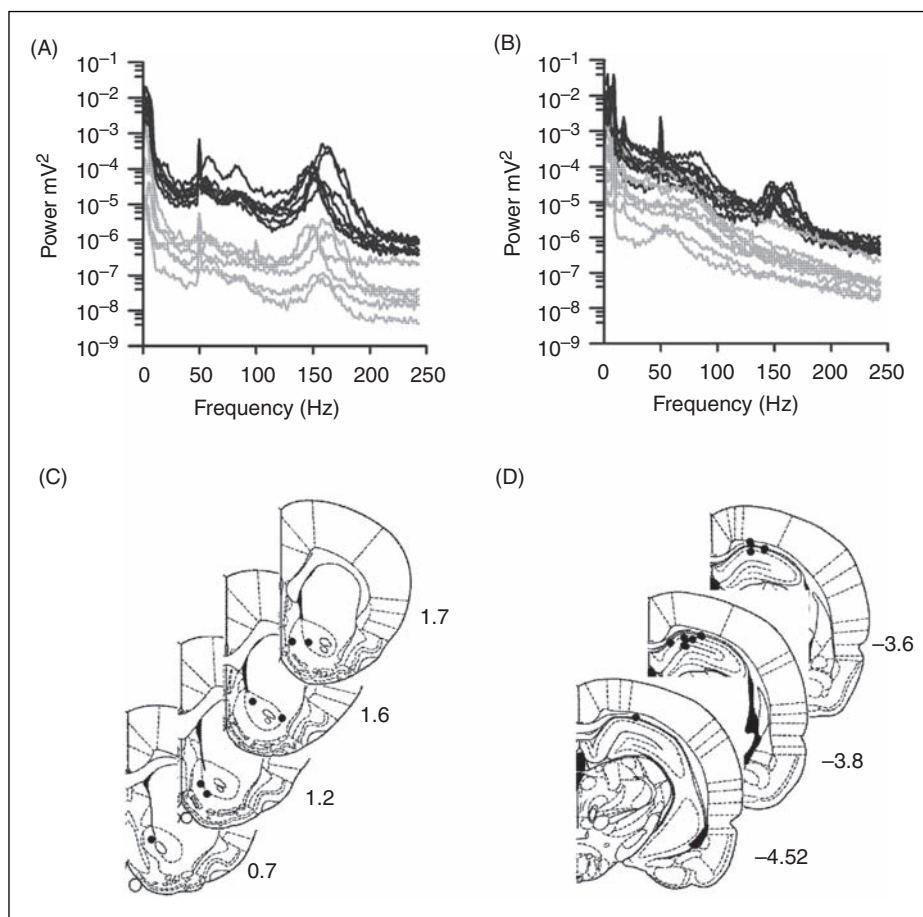 (A)
(B)
10⁻¹
10⁻²
10⁻³
10⁻⁴
10⁻⁵
10⁻⁶
10⁻⁷
10⁻⁸
10⁻⁹
Power mV²
0 50 100 150 200 250
Frequency (Hz)
10⁻¹
10⁻²
10⁻³
10⁻⁴
10⁻⁵
10⁻⁶
10⁻⁷
10⁻⁸
10⁻⁹
Power mV²
0 50 100 150 200 250
Frequency (Hz)
(C)
1.7
1.6
1.2
0.7
(D)
–3.6
–3.8
–4.52